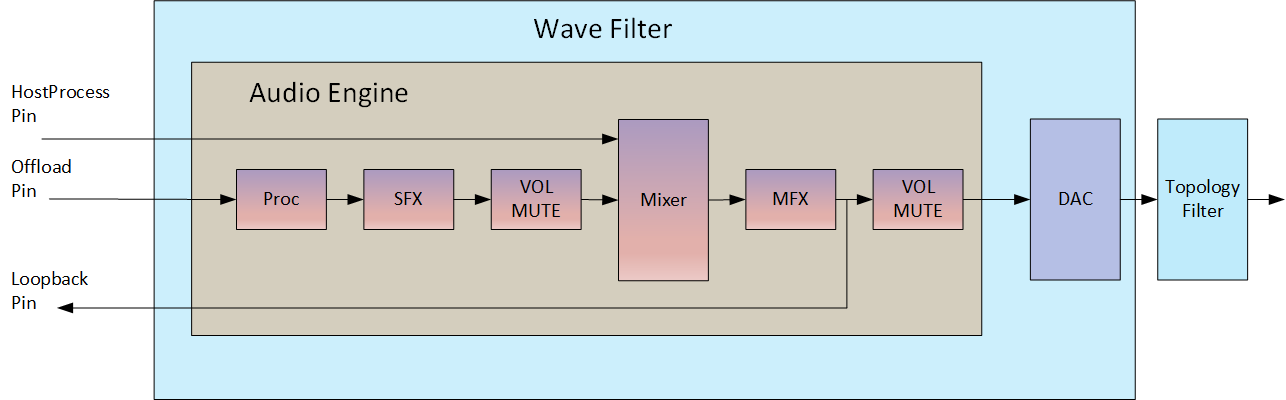 Wave Filter
Audio Engine
HostProcess
Pin
Offload
Pin
Loopback
Pin
Proc
SFX
VOL
MUTE
Mixer
MFX
VOL
MUTE
DAC
Topology
Filter